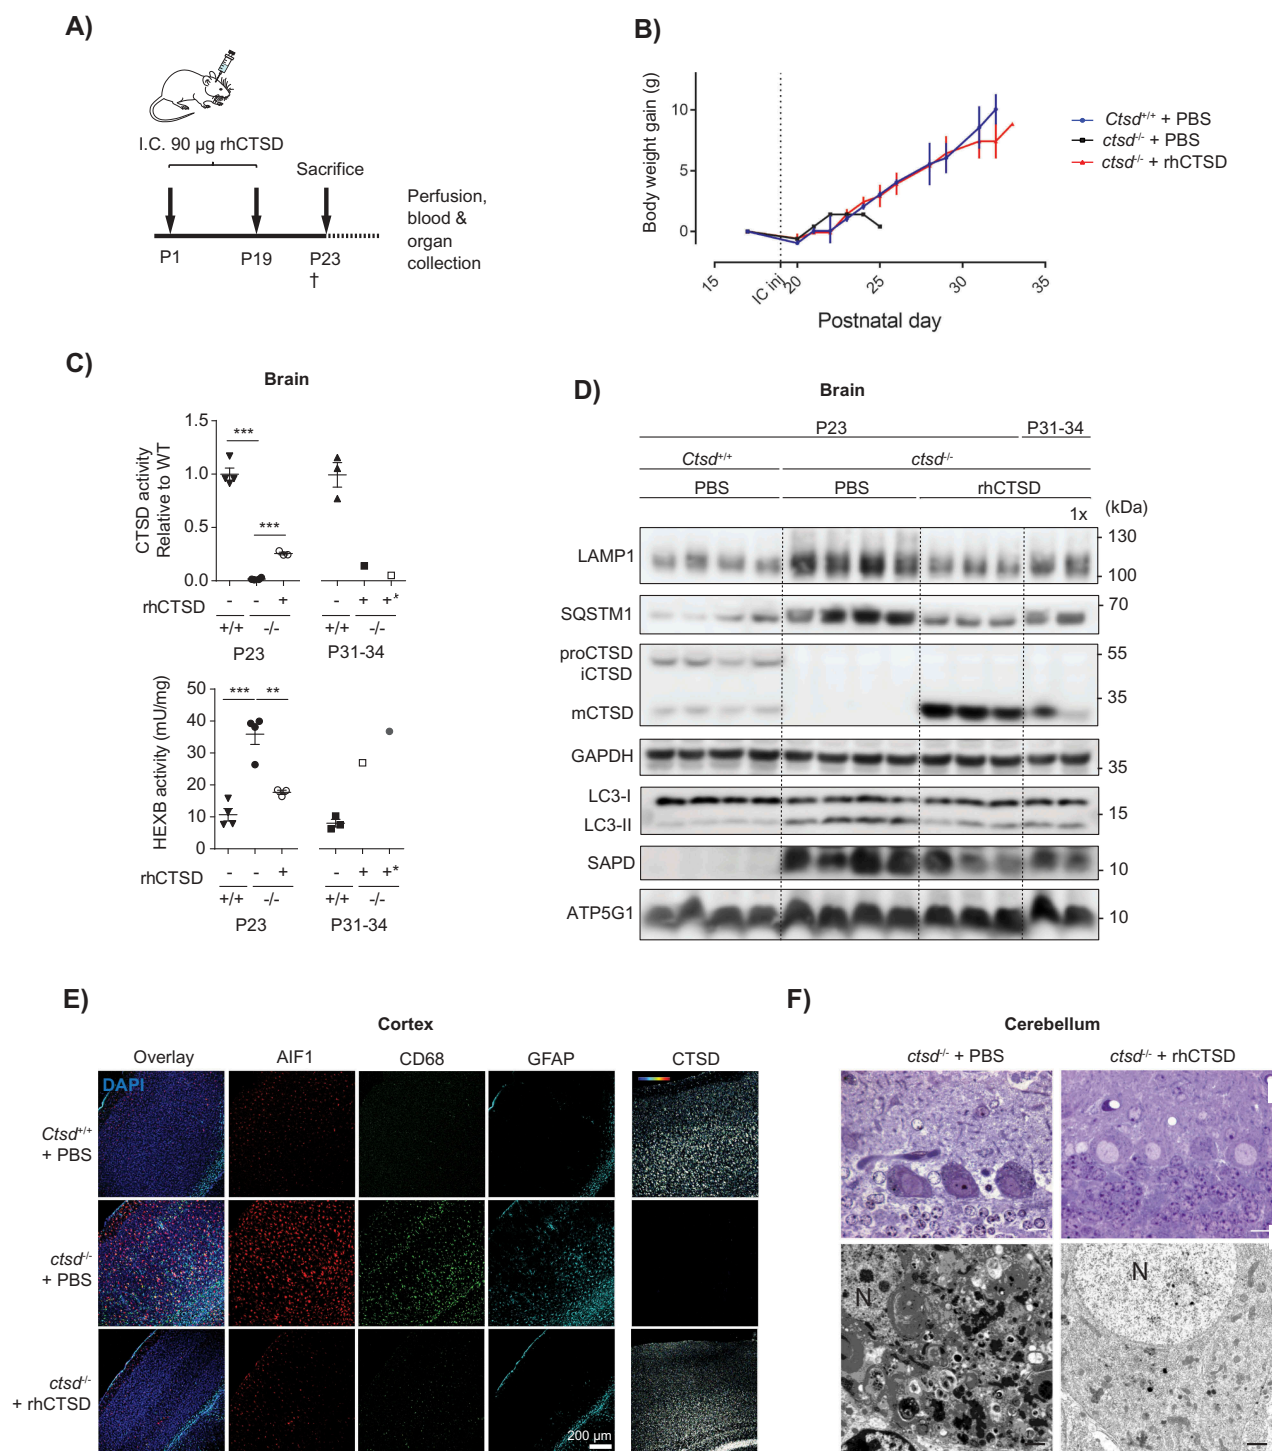 A)
I.C. 90 µg rhCTSD
Sacrifice
P1
P19
P23
†
Perfusion,
blood &
organ
collection
B)
Body weight gain (g)
10
5
0
15
IC inj
20
25
30
35
Postnatal day
Ctsd+/+ + PBS
ctsd-/- + PBS
ctsd-/- + rhCTSD
C)
Brain
CTSD activity
Relative to WT
1.5
1.0
0.5
0.0
***
***
rhCTSD - - + - + +*
+/+ -/- +/+ -/-
P23 P31-34
HEXB activity (mU/mg)
50
40
30
20
10
0
*** **
rhCTSD - - + - + +*
+/+ -/- +/+ -/-
P23 P31-34
D)
Brain
P23 P31-34
Ctsd+/+ ctsd-/-
PBS PBS rhCTSD
1x (kDa)
LAMP1 130
100
SQSTM1 70
proCTSD 55
iCTSD
mCTSD 35
GAPDH 35
LC3-I
LC3-II 15
SAPD 10
ATP5G1 10
E)
Cortex
Overlay AIF1 CD68 GFAP CTSD
DAPI
Ctsd+/+
+ PBS
ctsd-/-
+ PBS
ctsd-/-
+ rhCTSD
200 µm
F)
Cerebellum
ctsd-/- + PBS ctsd-/- + rhCTSD
N N